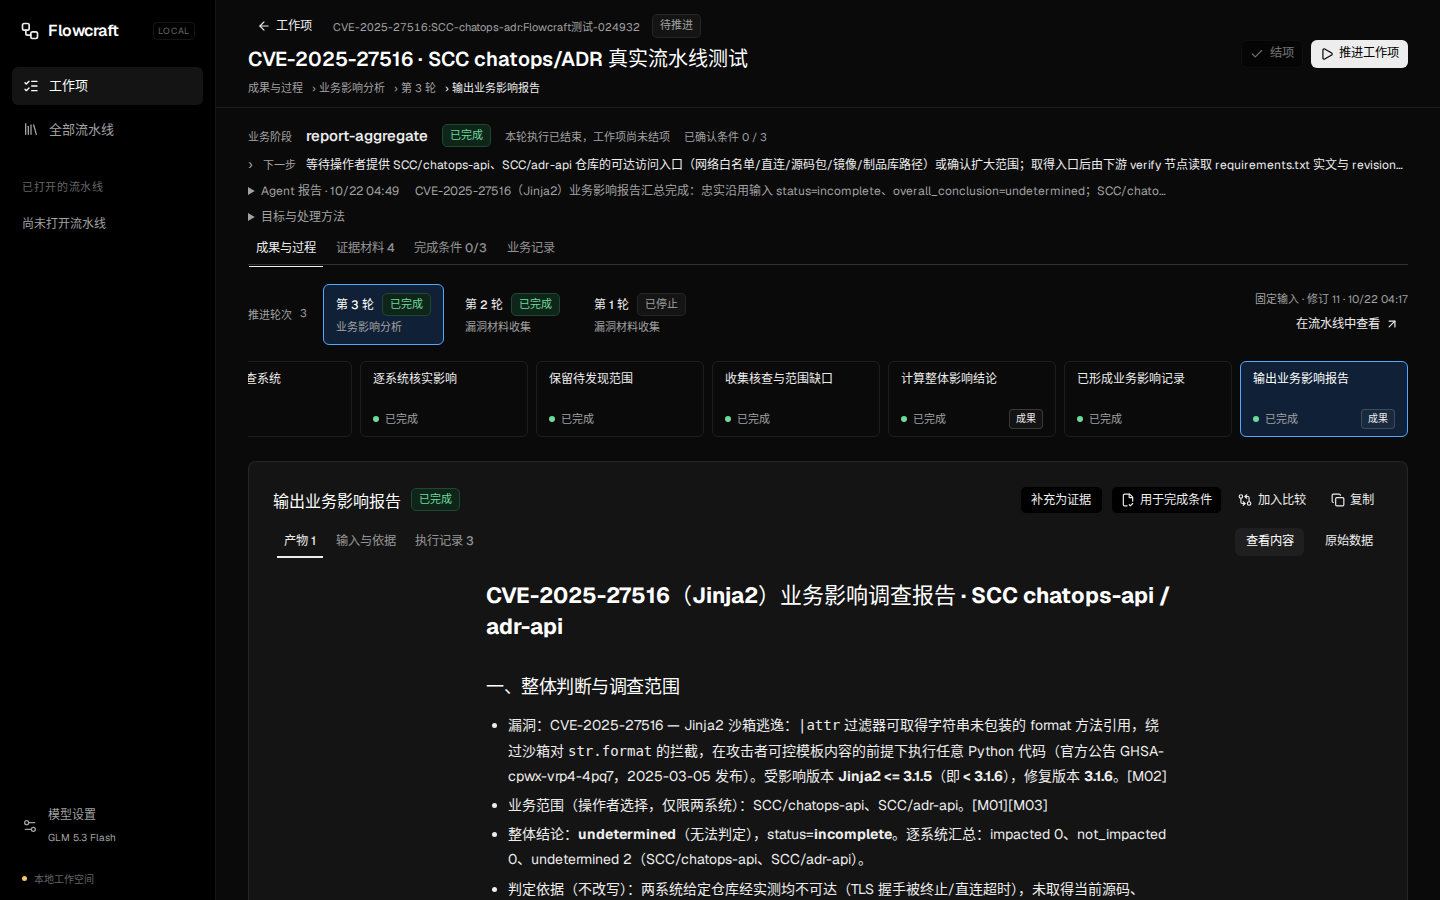 Flowcraft
LOCAL
工作项
全部流水线
已打开的流水线
尚未打开流水线
模型设置
GLM 5.3 Flash
本地工作空间
工作项
CVE-2025-27516:SCC-chatops-adr:Flowcraft测试-024932
待推进
CVE-2025-27516 · SCC chatops/ADR 真实流水线测试
成果与过程 › 业务影响分析 › 第 3 轮 › 输出业务影响报告
结项
推进工作项
业务阶段 report-aggregate 已完成 本轮执行已结束，工作项尚未结项 已确认条件 0 / 3
› 下一步 等待操作者提供 SCC/chatops-api、SCC/adr-api 仓库的可达访问入口（网络白名单/直连/源码包/镜像/制品库路径）或确认扩大范围；取得入口后由下游 verify 节点读取 requirements.txt 实文与 revision…
▶ Agent 报告 · 10/22 04:49 CVE-2025-27516（Jinja2）业务影响报告汇总完成：忠实沿用输入 status=incomplete、overall_conclusion=undetermined；SCC/chato…
▶ 目标与处理方法
成果与过程 证据材料 4 完成条件 0/3 业务记录
推进轮次 3
第 3 轮 已完成
业务影响分析
第 2 轮 已完成
漏洞材料收集
第 1 轮 已停止
漏洞材料收集
固定输入 · 修订 11 · 10/22 04:17
在流水线中查看
查系统
逐系统核实影响
已完成
保留待发现范围
已完成
收集核查与范围缺口
已完成
计算整体影响结论
已完成 成果
已形成业务影响记录
已完成
输出业务影响报告
已完成 成果
输出业务影响报告 已完成
补充为证据 用于完成条件 加入比较 复制
产物 1 输入与依据 执行记录 3
查看内容 原始数据
CVE-2025-27516（Jinja2）业务影响调查报告 · SCC chatops-api /
adr-api
一、整体判断与调查范围
• 漏洞：CVE-2025-27516 — Jinja2 沙箱逃逸：|attr 过滤器可取得字符串未包装的 format 方法引用，绕
过沙箱对 str.format 的拦截，在攻击者可控模板内容的前提下执行任意 Python 代码（官方公告 GHSA-
cpwx-vrp4-4pq7，2025-03-05 发布）。受影响版本 Jinja2 <= 3.1.5（即 < 3.1.6），修复版本 3.1.6。[M02]
• 业务范围（操作者选择，仅限两系统）：SCC/chatops-api、SCC/adr-api。[M01][M03]
• 整体结论：undetermined（无法判定），status=incomplete。逐系统汇总：impacted 0、not_impacted
0、undetermined 2（SCC/chatops-api、SCC/adr-api）。
• 判定依据（不改写）：两系统给定仓库经实测均不可达（TLS 握手被终止/直连超时），未取得当前源码、